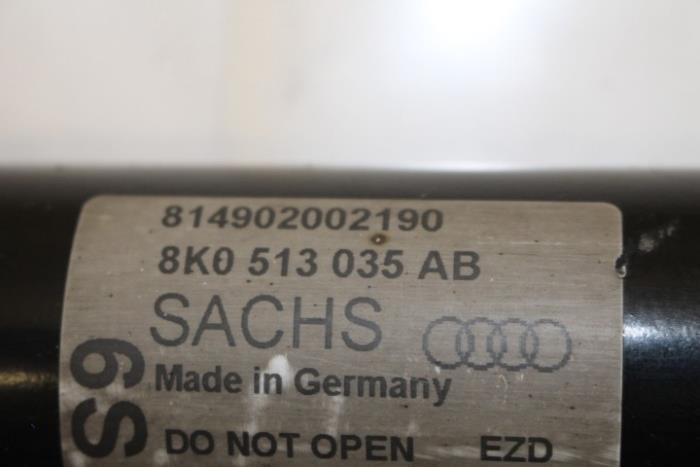 814902002190
8K0 513 035 AB
SACHS
Made in Germany
DO NOT OPEN EZD
S9